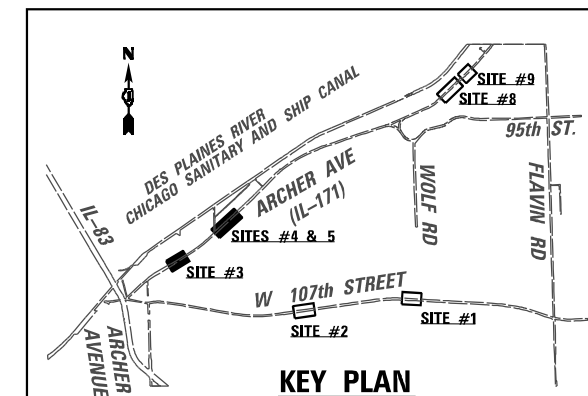 N
DES PLAINES RIVER
CHICAGO SANITARY AND SHIP CANAL
SITE #9
SITE #8
95th ST.
ARCHER AVE
(IL-171)
WOLF RD
FLAVIN RD
IL-83
SITES #4 & 5
SITE #3
W 107th STREET
SITE #2
SITE #1
ARCHER
AVENUE
KEY PLAN